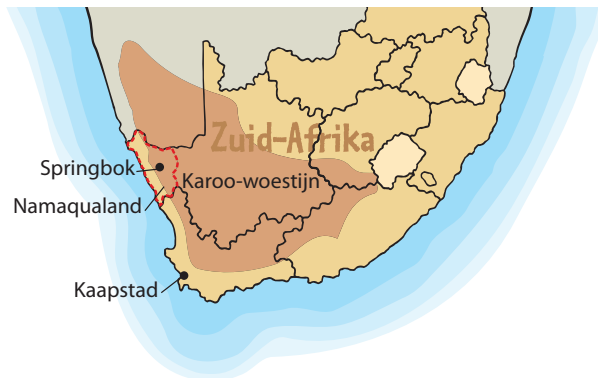 Zuid-Afrika
Springbok
Karoo-woestijn
Namaqualand
Kaapstad